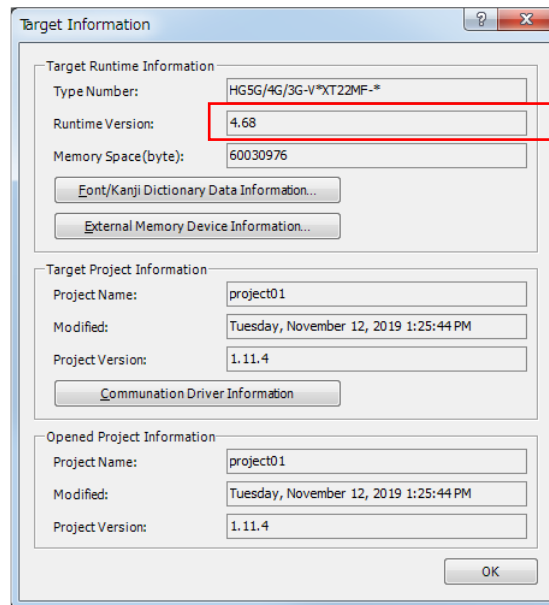 Target Information
Target Runtime Information
Type Number: HG5G/4G/3G-V*XT22MF-*
Runtime Version: 4.68
Memory Space(byte): 60030976
Font/Kanji Dictionary Data Information...
External Memory Device Information...
Target Project Information
Project Name: project01
Modified: Tuesday, November 12, 2019 1:25:44 PM
Project Version: 1.11.4
Communation Driver Information
Opened Project Information
Project Name: project01
Modified: Tuesday, November 12, 2019 1:25:44 PM
Project Version: 1.11.4
OK